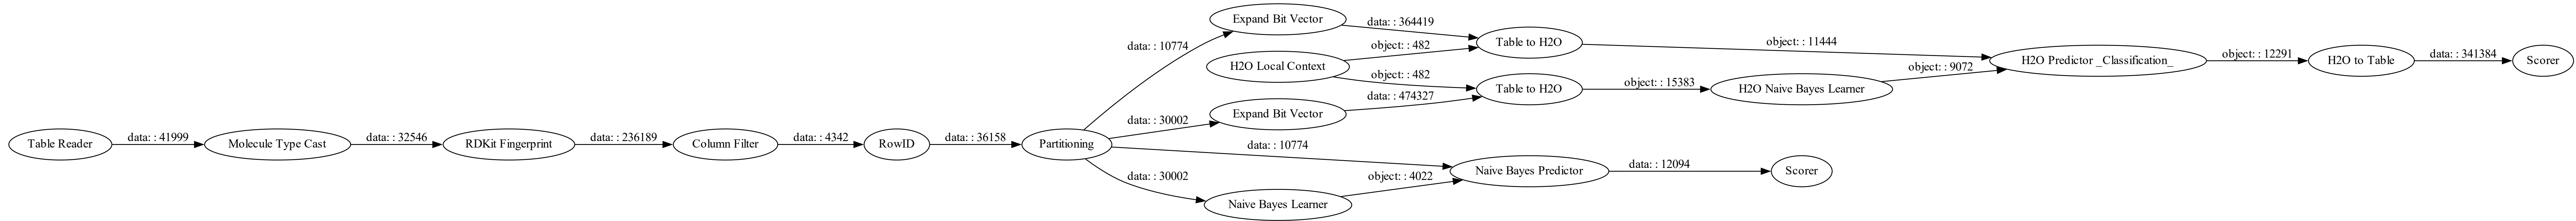 Expand Bit Vector
data: : 364419
data: : 10774
Table to H2O
object: : 11444
object: : 482
H2O Local Context
H2O Predictor _Classification_
object: : 12291
H2O to Table
data: : 341384
Scorer
object: : 482
object: : 9072
Table to H2O
object: : 15383
H2O Naive Bayes Learner
data: : 474327
Expand Bit Vector
data: : 30002
Table Reader
data: : 41999
Molecule Type Cast
data: : 32546
RDKit Fingerprint
data: : 236189
Column Filter
data: : 4342
RowID
data: : 36158
Partitioning
data: : 10774
Naive Bayes Predictor
data: : 12094
Scorer
data: : 30002
object: : 4022
Naive Bayes Learner